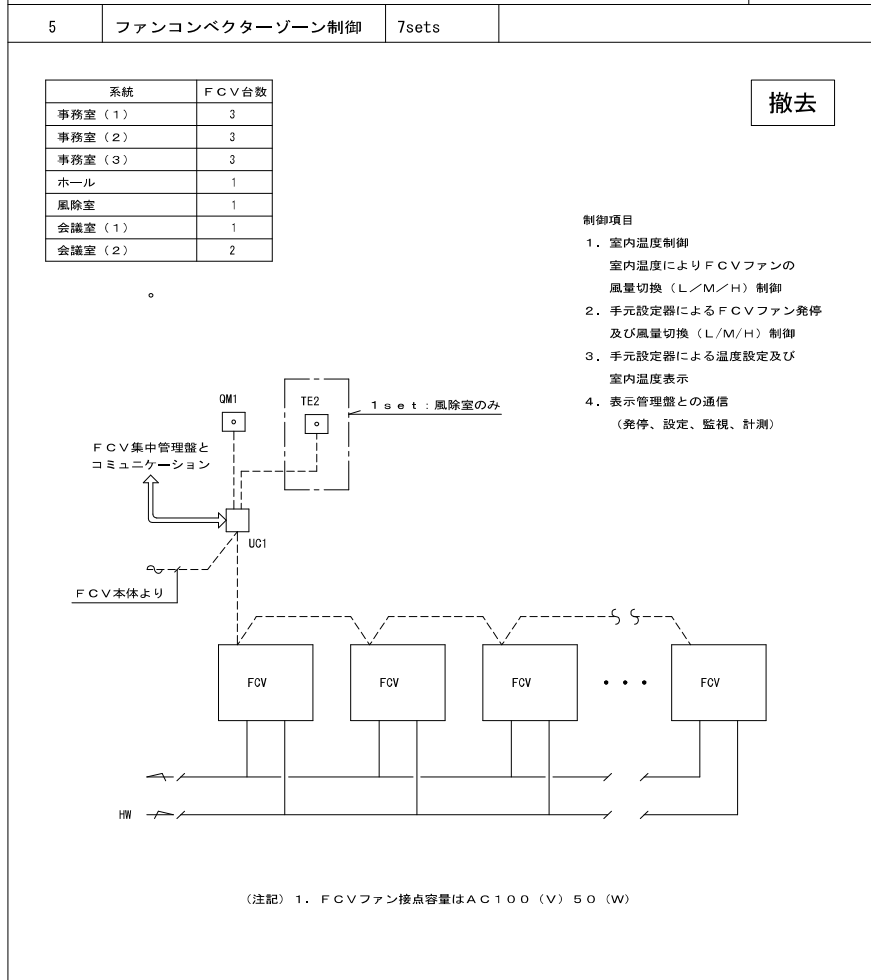 5 ファンコンベクターゾーン制御 7sets
撤去
系統 ＦＣＶ台数
事務室（１） 3
事務室（２） 3
事務室（３） 3
ホール 1
風除室 1
会議室（１） 1
会議室（２） 2
制御項目
１．室内温度制御
室内温度によりＦＣＶファンの
風量切換（Ｌ／Ｍ／Ｈ）制御
２．手元設定器によるＦＣＶファン発停
及び風量切換（Ｌ/Ｍ/Ｈ）制御
３．手元設定器による温度設定及び
室内温度表示
４．表示管理盤との通信
（発停、設定、監視、計測）
QM1
TE2
１ｓｅｔ：風除室のみ
ＦＣＶ集中管理盤と
コミュニケーション
UC1
ＦＣＶ本体より
FCV FCV FCV ・・・ FCV
HW
（注記）１．ＦＣＶファン接点容量はＡＣ１００（Ｖ）５０（Ｗ）